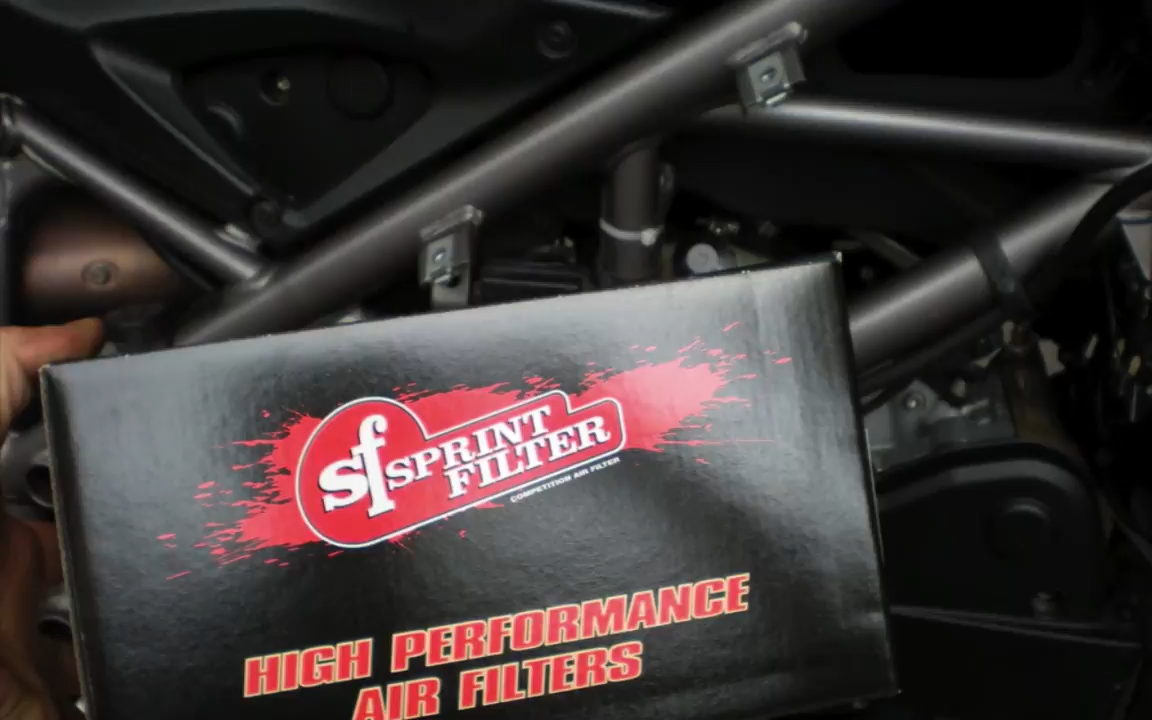 sf SPRINT
FILTER
COMPETITION AIR FILTER
HIGH PERFORMANCE
AIR FILTERS